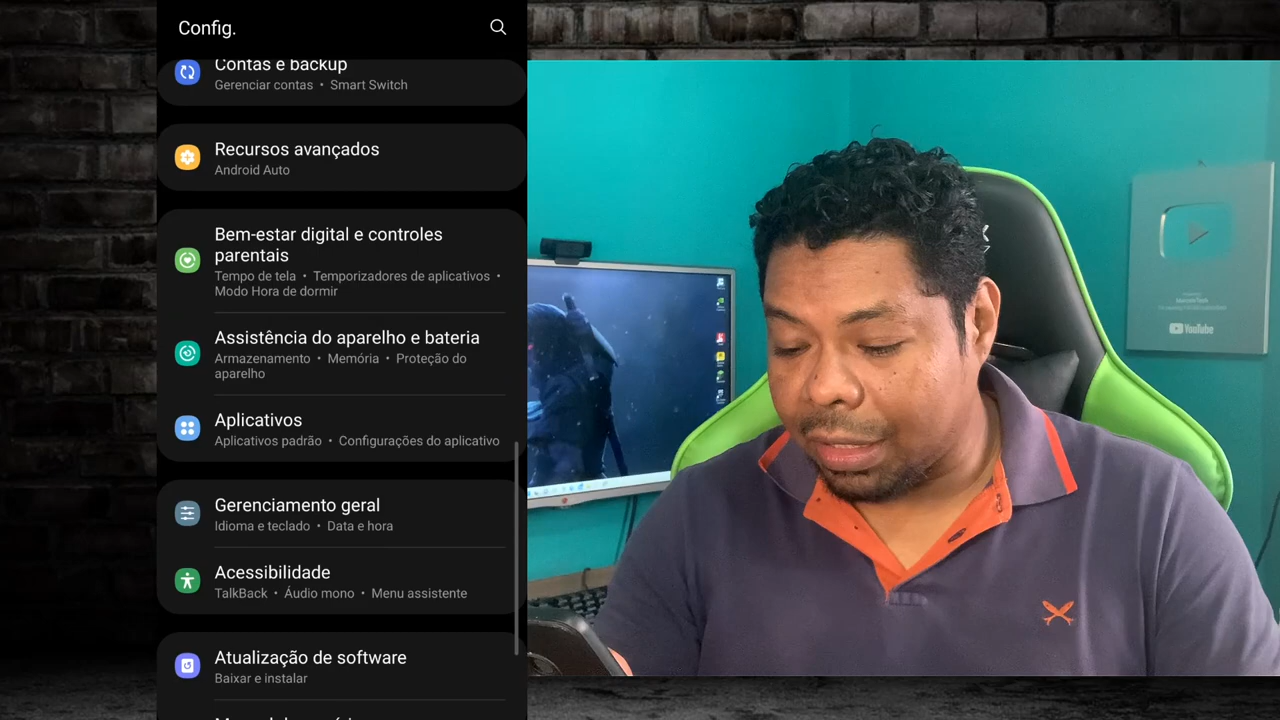 Config.
Contas e backup
Gerenciar contas • Smart Switch
Recursos avançados
Android Auto
Bem-estar digital e controles
parentais
Tempo de tela • Temporizadores de aplicativos •
Modo Hora de dormir
Assistência do aparelho e bateria
Armazenamento • Memória • Proteção do
aparelho
Aplicativos
Aplicativos padrão • Configurações do aplicativo
Gerenciamento geral
Idioma e teclado • Data e hora
Acessibilidade
TalkBack • Áudio mono • Menu assistente
Atualização de software
Baixar e instalar
YouTube